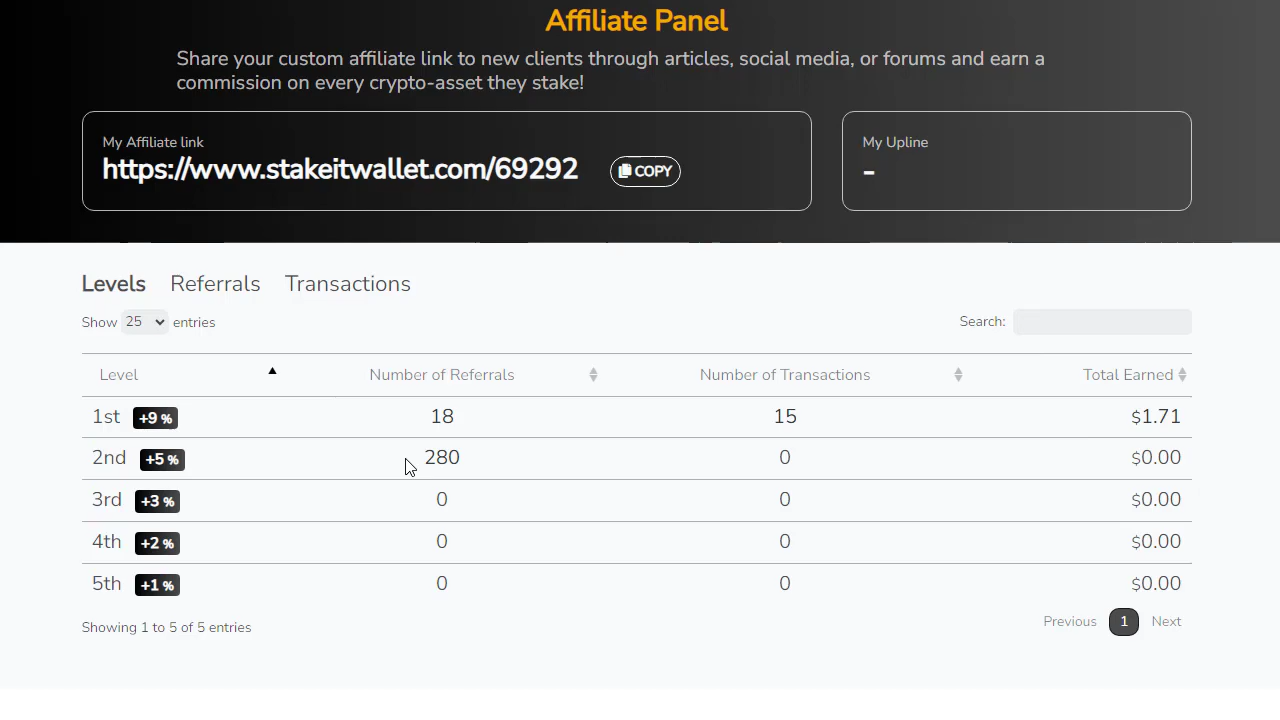 Affiliate Panel
Share your custom affiliate link to new clients through articles, social media, or forums and earn a
commission on every crypto-asset they stake!
My Affiliate link
https://www.stakeitwallet.com/69292 COPY
My Upline
-
Levels Referrals Transactions
Show 25 entries Search:
Level Number of Referrals Number of Transactions Total Earned
1st +9 % 18 15 $1.71
2nd +5 % 280 0 $0.00
3rd +3 % 0 0 $0.00
4th +2 % 0 0 $0.00
5th +1 % 0 0 $0.00
Showing 1 to 5 of 5 entries Previous 1 Next